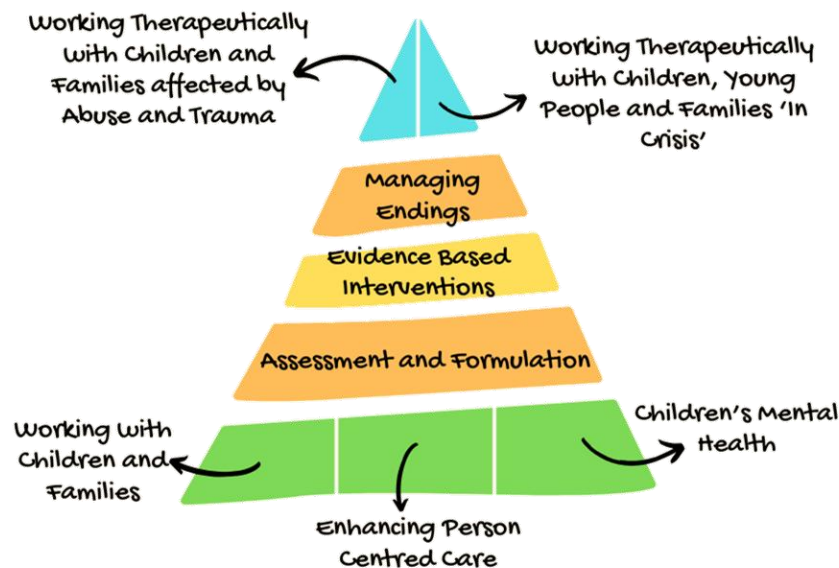 Working Therapeutically
with Children and
Families affected by
Abuse and Trauma
Working Therapeutically
with Children, Young
People and Families 'In
Crisis'
Managing
Endings
Evidence Based
Interventions
Assessment and Formulation
Working with
Children and
Families
Enhancing Person
Centred Care
Children's Mental
Health